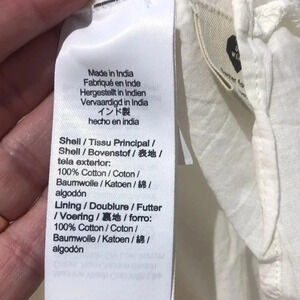 Made in India
Fabriqué en Inde
Hergestellt in Indien
Vervaardigd in India
インド製
hecho en india
Shell / Tissu Principal /
Shell / Bovenstof / 表地 /
tela exterior:
100% Cotton / Coton /
Baumwolle / Katoen / 綿 /
algodón
Lining / Doublure / Futter
/ Voering / 裏地 / forro:
100% Cotton / Coton /
Baumwolle / Katoen / 綿 /
algodón